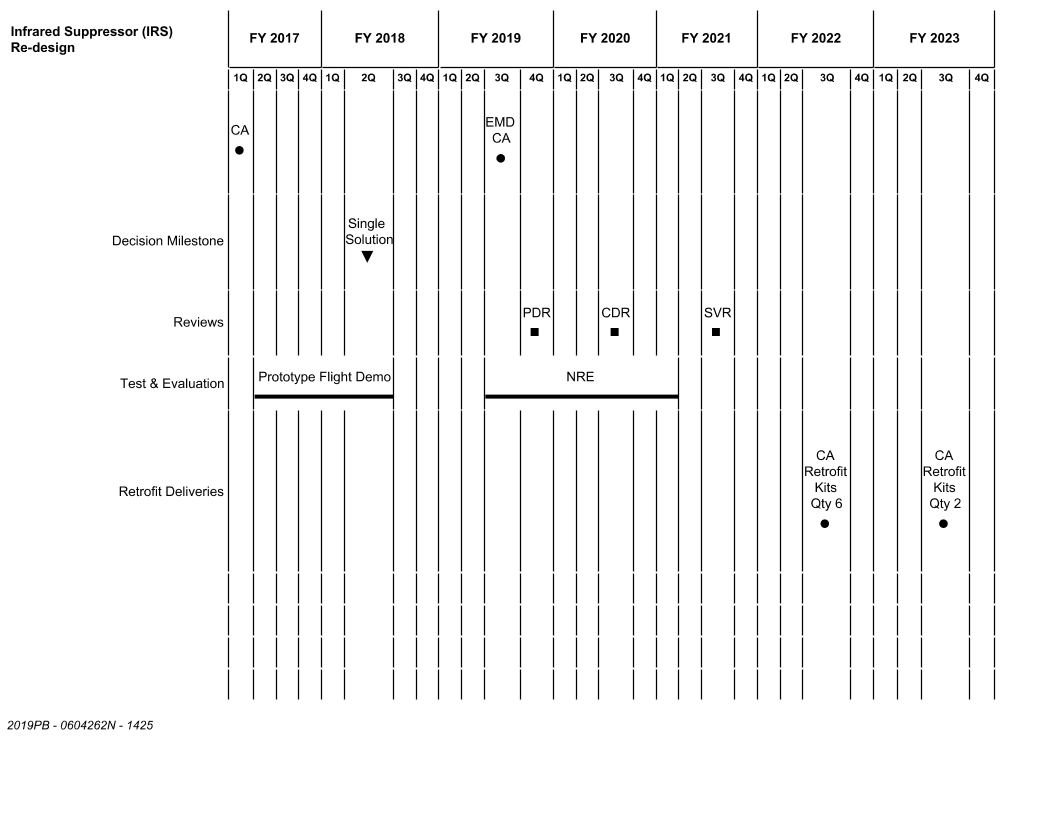 Infrared Suppressor (IRS)
Re-design
FY 2017 FY 2018 FY 2019 FY 2020 FY 2021 FY 2022 FY 2023
1Q 2Q 3Q 4Q 1Q 2Q 3Q 4Q 1Q 2Q 3Q 4Q 1Q 2Q 3Q 4Q 1Q 2Q 3Q 4Q 1Q 2Q 3Q 4Q 1Q 2Q 3Q 4Q
CA
EMD
CA
Decision Milestone
Single
Solution
Reviews
PDR
CDR
SVR
Test & Evaluation
Prototype Flight Demo
NRE
Retrofit Deliveries
CA
Retrofit
Kits
Qty 6
CA
Retrofit
Kits
Qty 2
2019PB - 0604262N - 1425